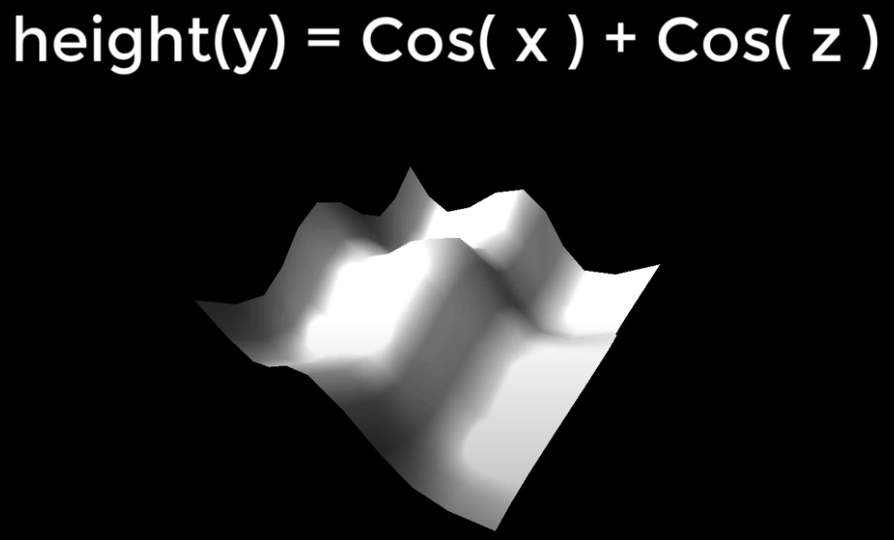 height(y) = Cos( x ) + Cos( z )